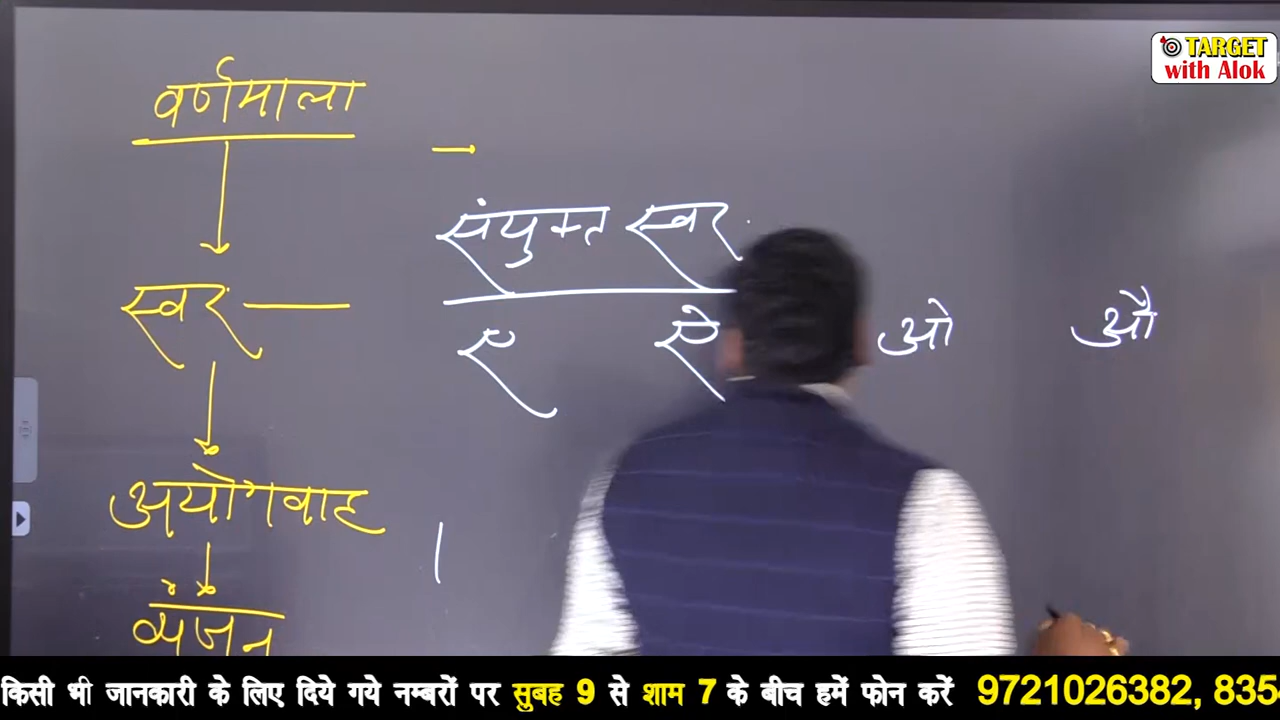 TARGET
with Alok
वर्णमाला
संयुक्त स्वर
स्वर
ए ऐ ओ औ
अयोगवाह
व्यंजन
किसी भी जानकारी के लिए दिये गये नम्बरों पर सुबह 9 से शाम 7 के बीच हमें फोन करें 9721026382, 835